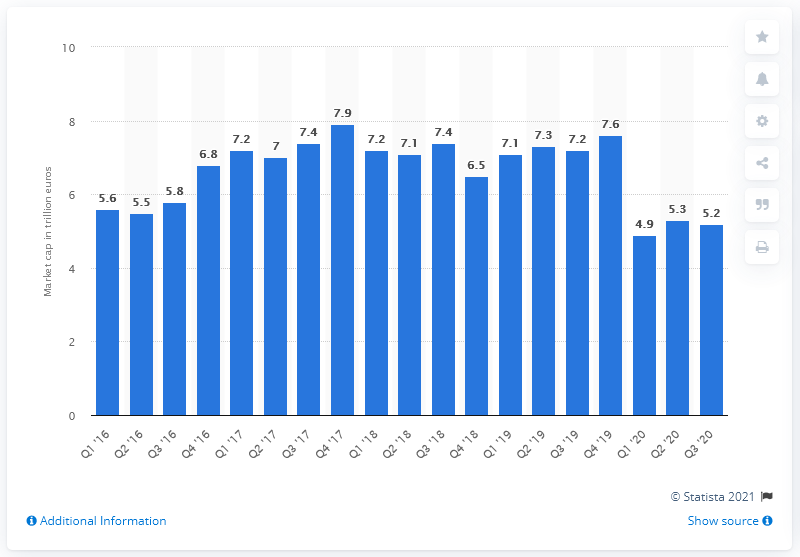 Market cap in trillion euros
10
8
6
4
2
0
5.6
5.5
5.8
6.8
7.2
7
7.4
7.9
7.2
7.1
7.4
6.5
7.1
7.3
7.2
7.6
4.9
5.3
5.2
Q1 '16
Q2 '16
Q3 '16
Q4 '16
Q1 '17
Q2 '17
Q3 '17
Q4 '17
Q1 '18
Q2 '18
Q3 '18
Q4 '18
Q1 '19
Q2 '19
Q3 '19
Q4 '19
Q1 '20
Q2 '20
Q3 '20
© Statista 2021
Additional Information
Show source